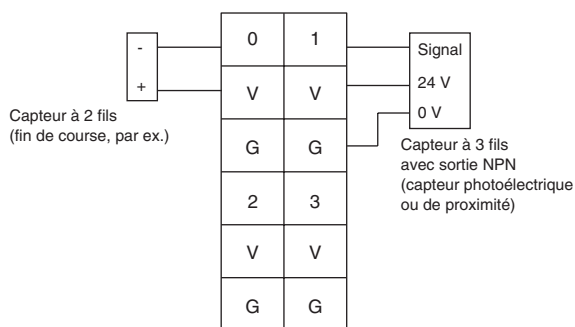 -
+
Capteur à 2 fils
(fin de course, par ex.)
0 1
V V
G G
2 3
V V
G G
Signal
24 V
0 V
Capteur à 3 fils
avec sortie NPN
(capteur photoélectrique
ou de proximité)